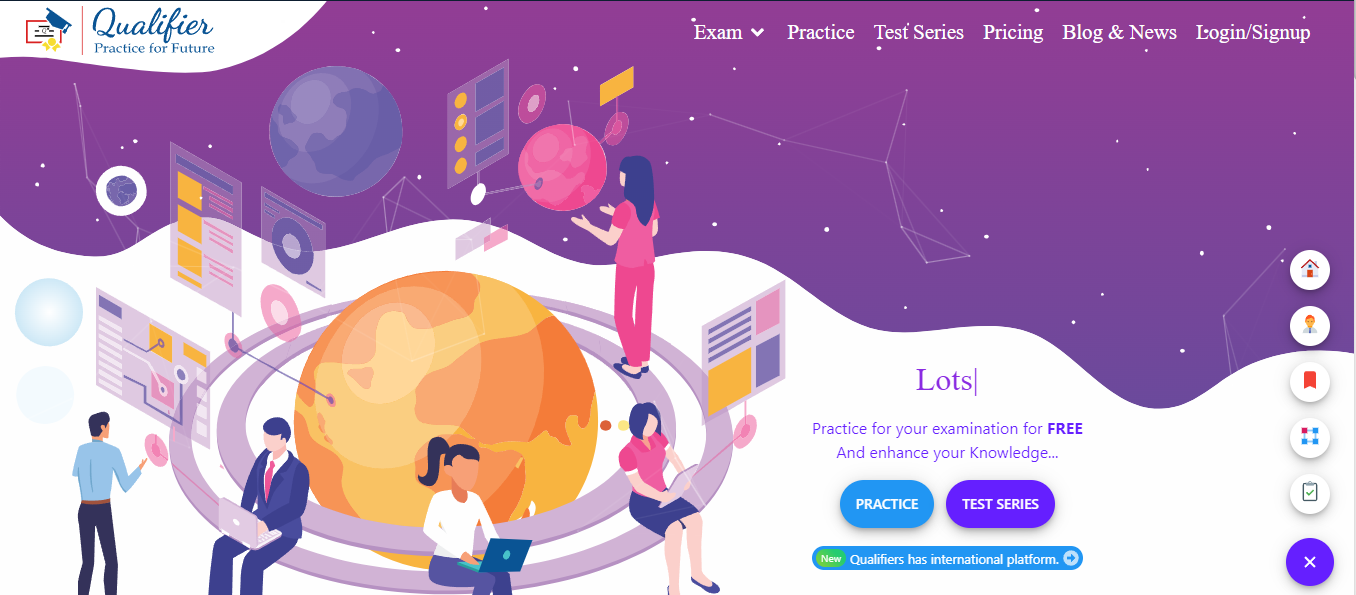 Qualifier
Practice for Future
Exam Practice Test Series Pricing Blog & News Login/Signup
Lots|
Practice for your examination for FREE
And enhance your Knowledge...
PRACTICE TEST SERIES
New Qualifiers has international platform.